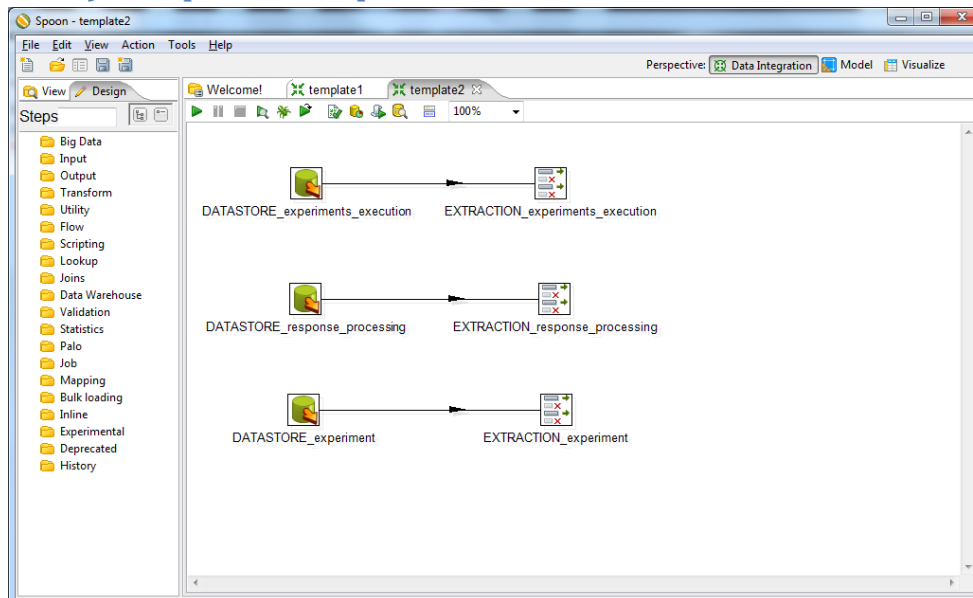 Spoon - template2
File Edit View Action Tools Help
Perspective: Data Integration Model Visualize
View Design
Welcome! template1 template2
Steps
100%
Big Data
Input
Output
Transform
Utility
Flow
Scripting
Lookup
Joins
Data Warehouse
Validation
Statistics
Palo
Job
Mapping
Bulk loading
Inline
Experimental
Deprecated
History
DATASTORE_experiments_execution EXTRACTION_experiments_execution
DATASTORE_response_processing EXTRACTION_response_processing
DATASTORE_experiment EXTRACTION_experiment